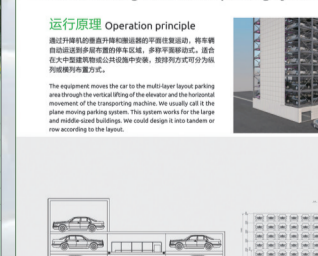 运行原理 Operation principle
通过升降机的垂直升降和搬运器的平面往复运动，将车辆
自动运送到多层布置的停车区域，多称平面移动式，适合
在大中型建筑物或公共设施中安装，按排列方式可分为纵
列或横列布置方式。
The equipment moves the car to the multi-layer layout parking
area through the vertical lifting of the elevator and the horizontal
movement of the transporting machine. We usually call it the
plane moving parking system. This system works for the large
and middle-sized buildings. We could design it into tandem or
row according to the layout.